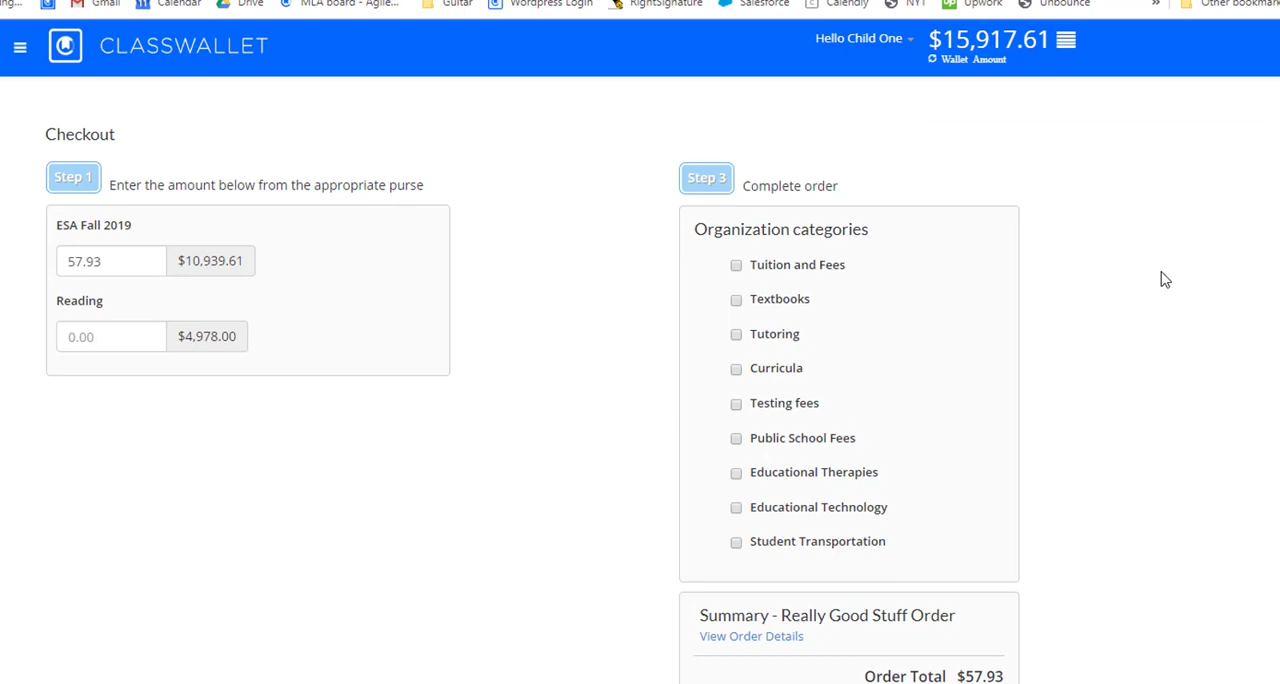 Gmail Calendar Drive MLA board - Agile... Guitar Wordpress Login RightSignature Salesforce Calendly NYT Upwork Unbounce » Other bookmark
CLASSWALLET
Hello Child One
$15,917.61
Wallet Amount
Checkout
Step 1 Enter the amount below from the appropriate purse
ESA Fall 2019
57.93 $10,939.61
Reading
0.00 $4,978.00
Step 3 Complete order
Organization categories
Tuition and Fees
Textbooks
Tutoring
Curricula
Testing fees
Public School Fees
Educational Therapies
Educational Technology
Student Transportation
Summary - Really Good Stuff Order
View Order Details
Order Total $57.93